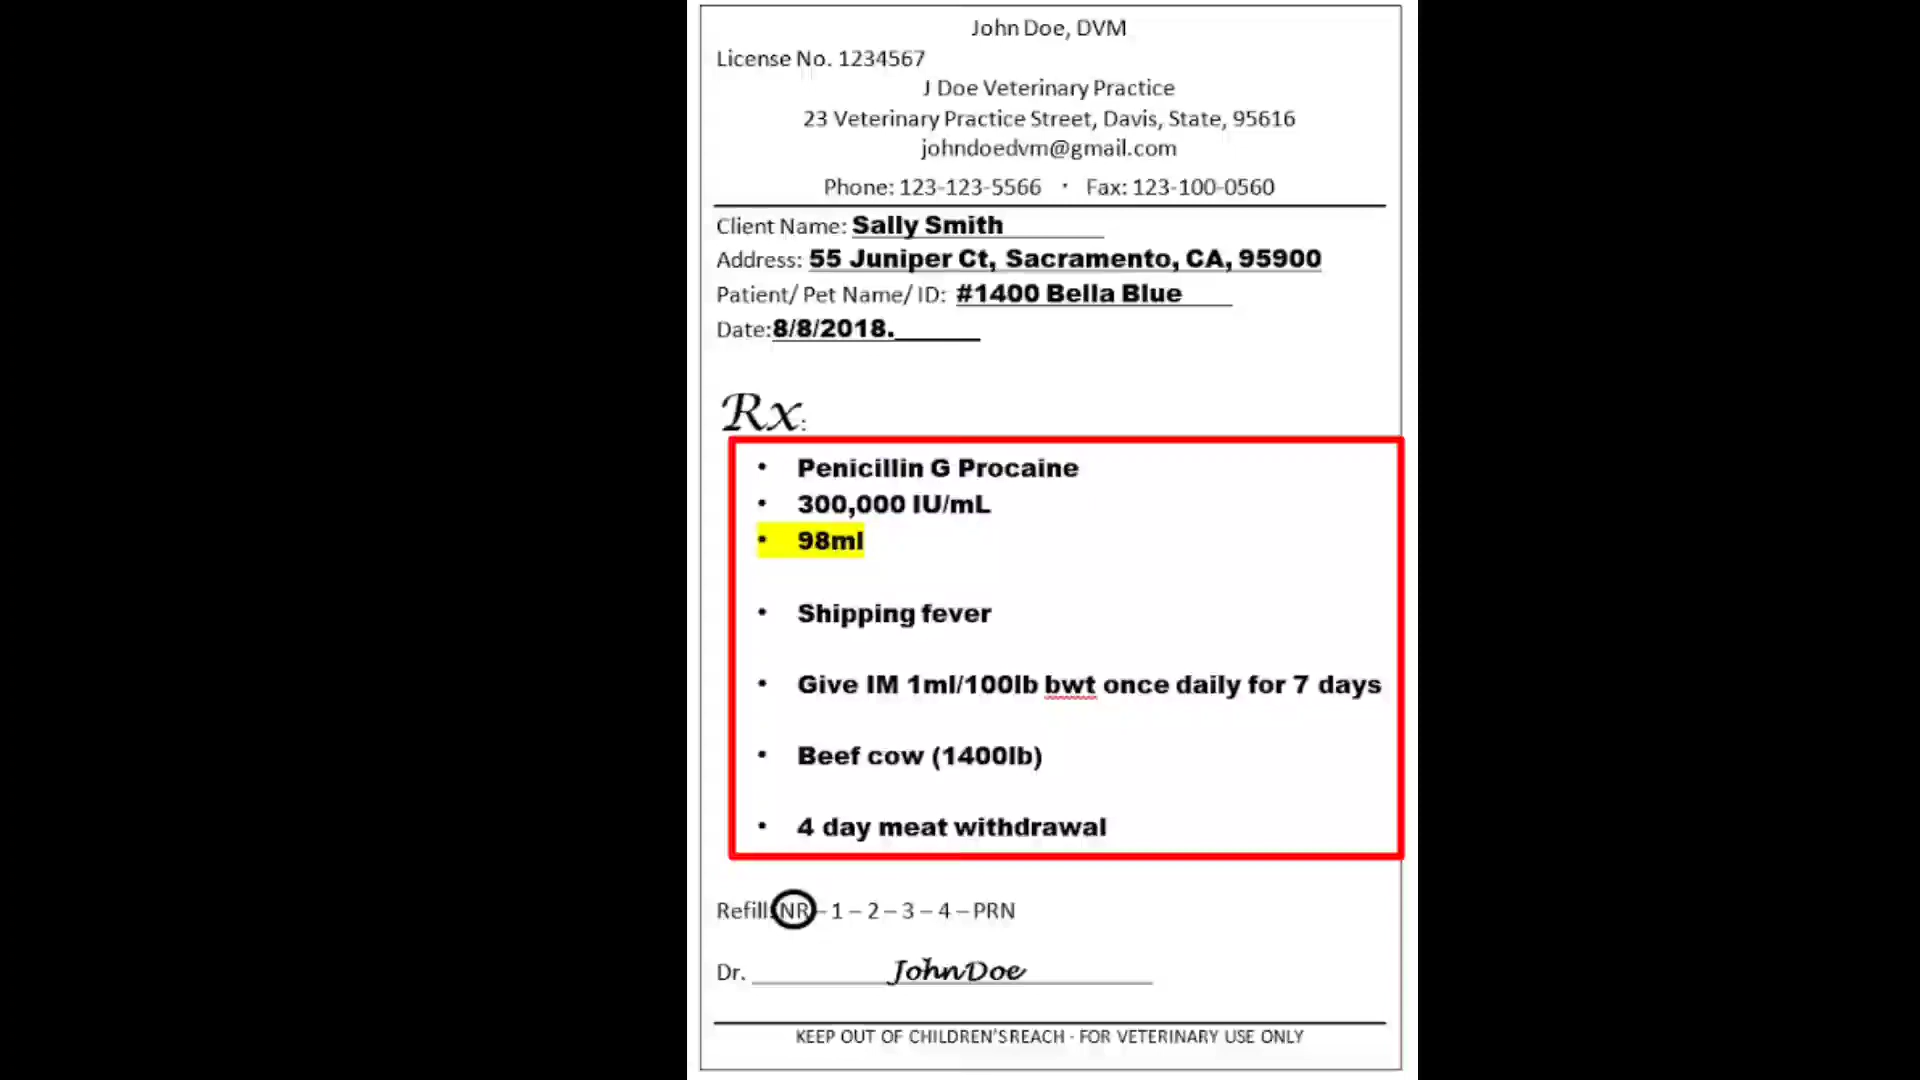 John Doe, DVM
License No. 1234567
J Doe Veterinary Practice
23 Veterinary Practice Street, Davis, State, 95616
johndoedvm@gmail.com
Phone: 123-123-5566 · Fax: 123-100-0560
Client Name: Sally Smith
Address: 55 Juniper Ct, Sacramento, CA, 95900
Patient/ Pet Name/ ID: #1400 Bella Blue
Date:8/8/2018.
Rx:
• Penicillin G Procaine
• 300,000 IU/mL
• 98ml
• Shipping fever
• Give IM 1ml/100lb bwt once daily for 7 days
• Beef cow (1400lb)
• 4 day meat withdrawal
Refill: NR – 1 – 2 – 3 – 4 – PRN
Dr. John Doe
KEEP OUT OF CHILDREN'S REACH - FOR VETERINARY USE ONLY